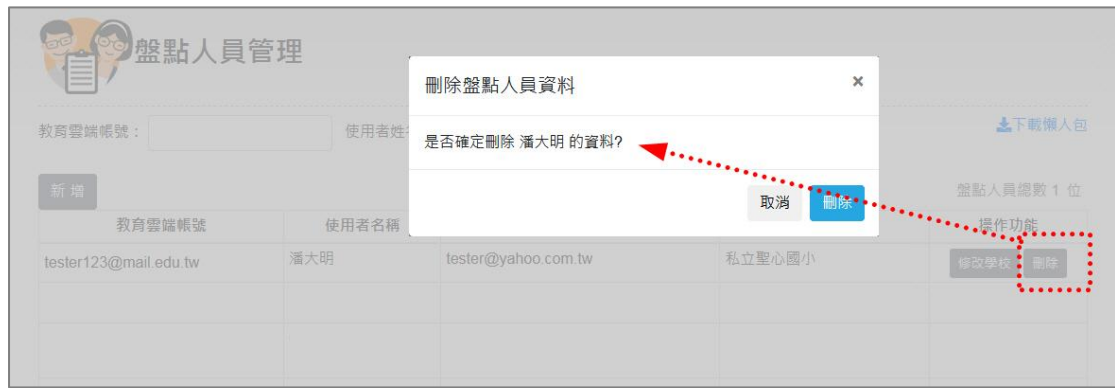 盤點人員管理
刪除盤點人員資料
×
教育雲端帳號：
使用者姓
是否確定刪除 潘大明 的資料?
下載懶人包
新 增
取消
刪除
盤點人員總數 1 位
教育雲端帳號
使用者名稱
操作功能
tester123@mail.edu.tw
潘大明
tester@yahoo.com.tw
私立聖心國小
修改學校
刪除